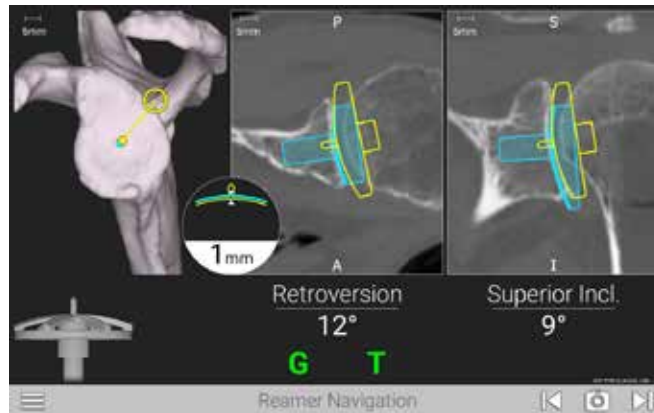 5mm
5mm
P
5mm
S
1mm
A
I
Retroversion
12°
Superior Incl.
9°
G T
Reamer Navigation